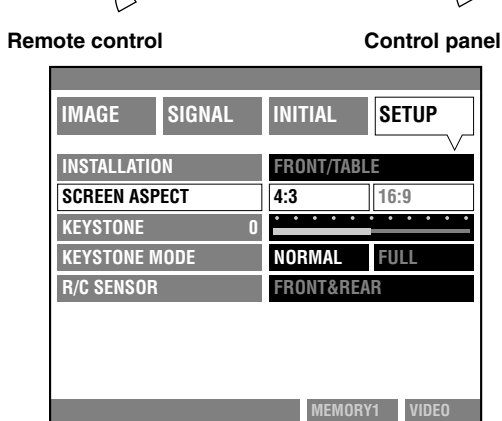 Remote control Control panel
IMAGE SIGNAL INITIAL SETUP
INSTALLATION FRONT/TABLE
SCREEN ASPECT 4:3 16:9
KEYSTONE 0
KEYSTONE MODE NORMAL FULL
R/C SENSOR FRONT&REAR
MEMORY1 VIDEO